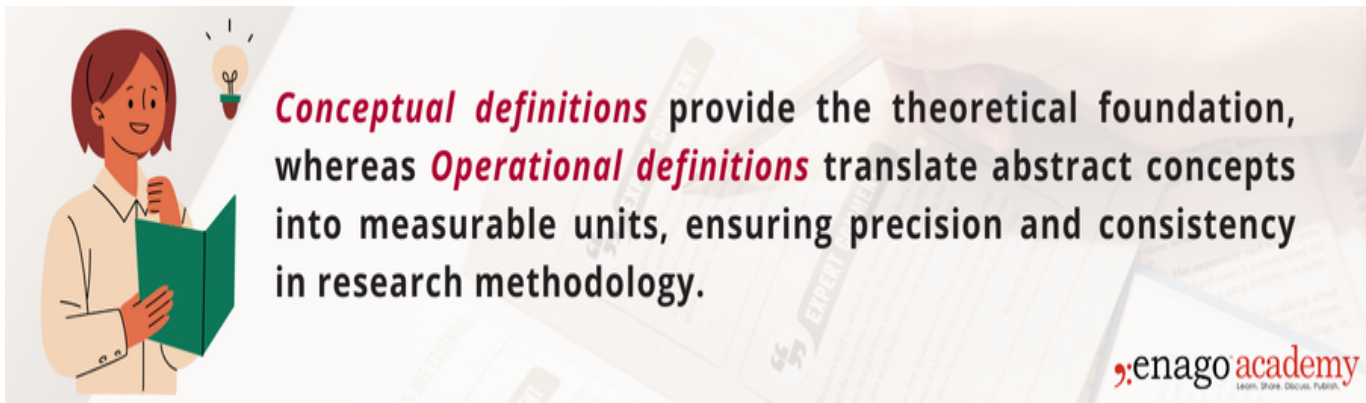 Conceptual definitions provide the theoretical foundation,
whereas Operational definitions translate abstract concepts
into measurable units, ensuring precision and consistency
in research methodology.
enago academy
Learn. Share. Discuss. Publish.